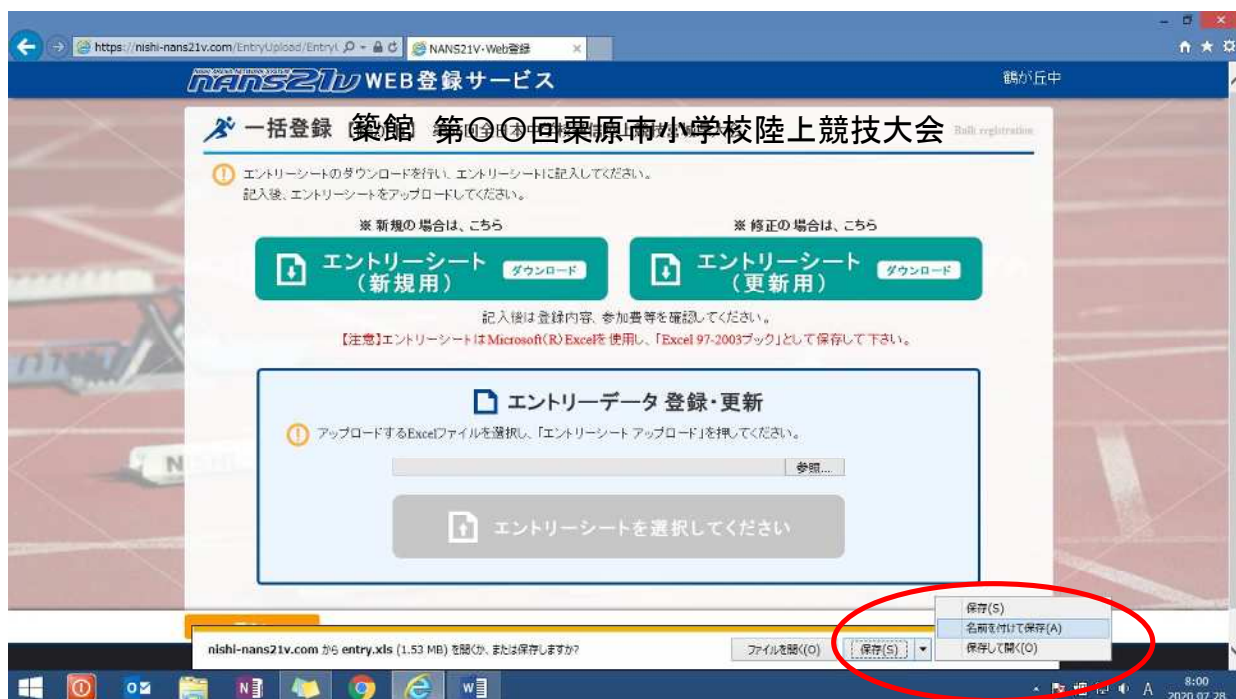 https://nishi-nans21v.com/EntryUpload/Entry
NANS21V-Web登録
nans21v WEB登録サービス
鶴が丘中
一括登録
築館 第〇〇回栗原市小学校陸上競技大会
Bulk registration
エントリーシートのダウンロードを行い、エントリーシートに記入してください。
記入後、エントリーシートをアップロードしてください。
※ 新規の場合は、こちら
※ 修正の場合は、こちら
エントリーシート
(新規用)
ダウンロード
エントリーシート
(更新用)
ダウンロード
記入後は登録内容、参加費等を確認してください。
【注意】エントリーシートはMicrosoft(R) Excelを使用し、「Excel 97-2003ブック」として保存して下さい。
エントリーデータ 登録・更新
アップロードするExcelファイルを選択し、「エントリーシート アップロード」を押してください。
参照...
エントリーシートを選択してください
保存(S)
名前を付けて保存(A)
保存して開く(O)
nishi-nans21v.com から entry.xls (1.53 MB) を開くか、または保存しますか?
ファイルを開く(O)
保存(S)
A
8:00
2020.07.28